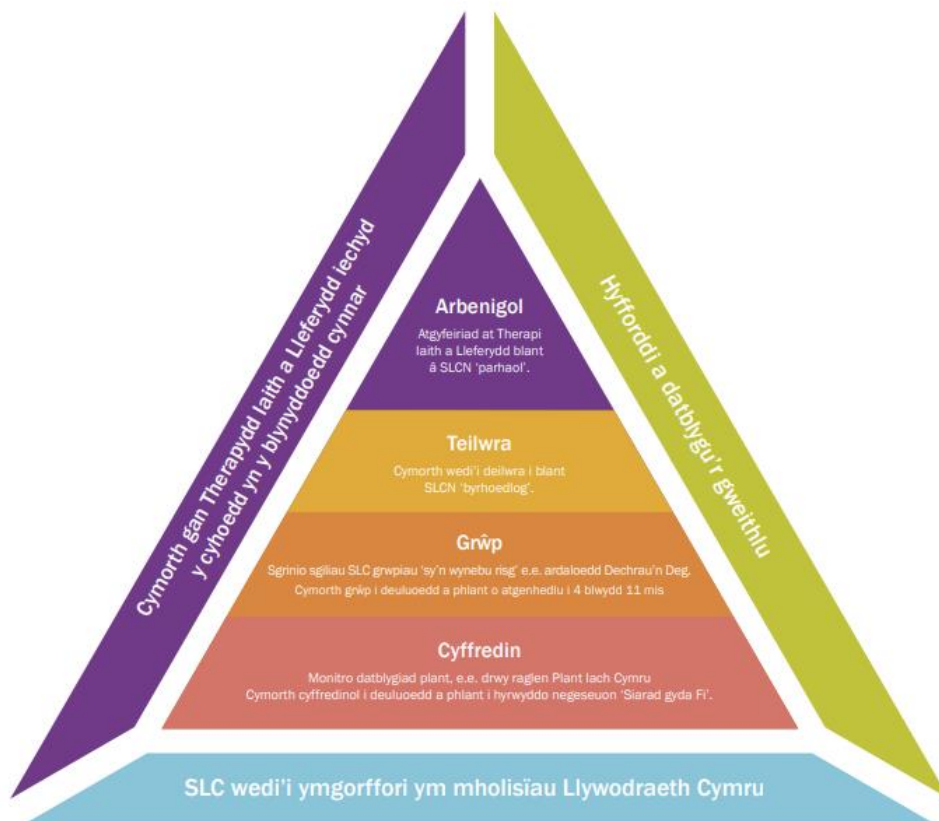 Cymorth gan Therapydd Iaith a Lleferydd iechyd
y cyhoedd yn y blynyddoedd cynnar
Hyfforddi a datblygu'r gweithlu
Arbenigol
Atgyfeiriad at Therapi
Iaith a Lleferydd blant
â SLCN 'parhaol'.
Teilwra
Cymorth wedi'i deilwra i blant
SLCN 'byrhoedlog'.
Grŵp
Sgrinio sgiliau SLC grwpiau 'sy'n wynebu risg' e.e. ardaloedd Dechrau'n Deg.
Cymorth grŵp i deuluoedd a phlant o atgenhedlu i 4 blwydd 11 mis
Cyffredin
Monitro datblygiad plant, e.e. drwy raglen Plant Iach Cymru
Cymorth cyffredinol i deuluoedd a phlant i hyrwyddo negeseuon 'Siarad gyda Fi'.
SLC wedi'i ymgorffori ym mholisïau Llywodraeth Cymru